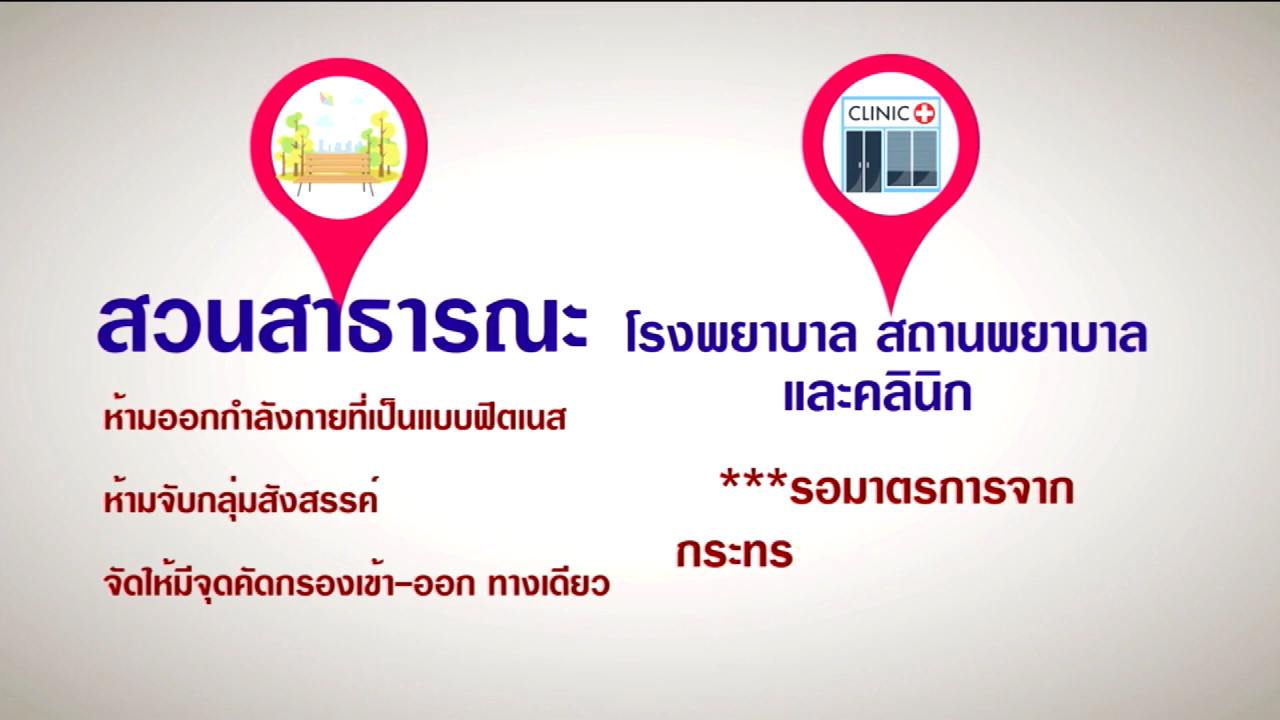 CLINIC
สวนสาธารณะ
ห้ามออกกำลังกายที่เป็นแบบฟิตเนส
ห้ามจับกลุ่มสังสรรค์
จัดให้มีจุดคัดกรองเข้า-ออก ทางเดียว
โรงพยาบาล สถานพยาบาล
และคลินิก
***รอมาตรการจาก
กระทร